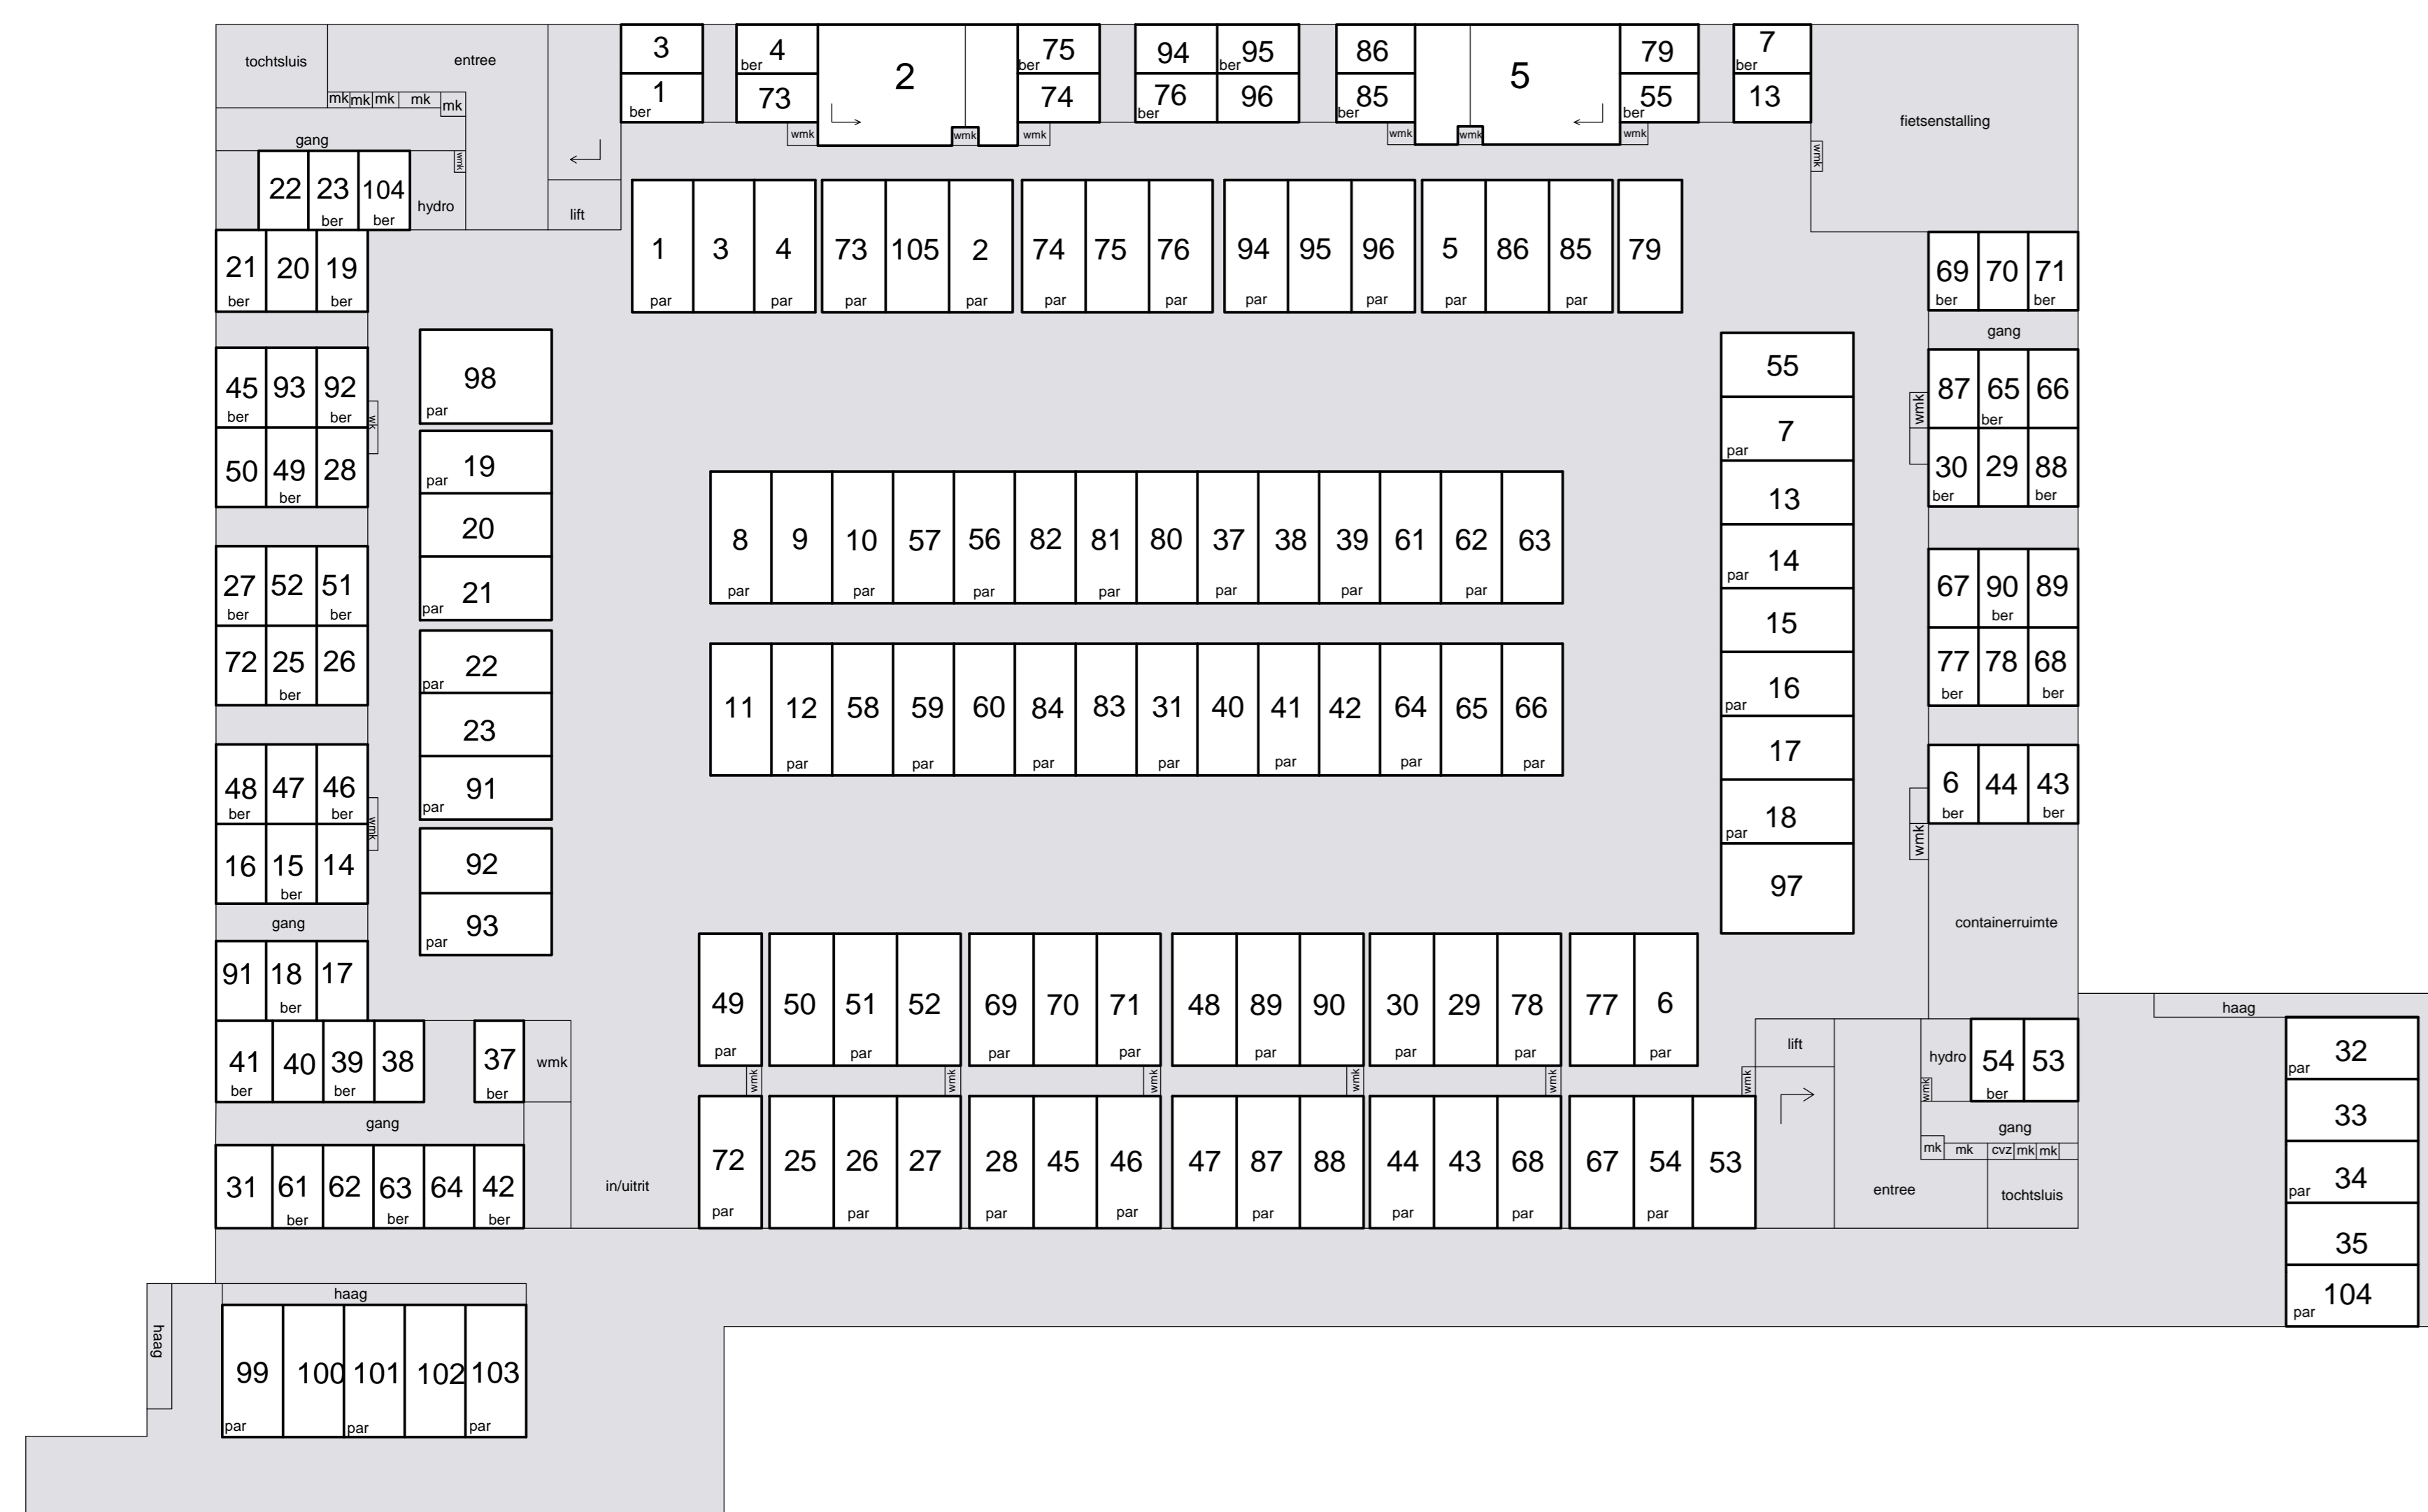 tochtsluis
entree
mk mk mk mk mk
gang
wmk
22 23 104
ber ber
hydro
lift
3
1
ber
4
ber
73
wmk
2
wmk
75
ber
74
wmk
94 95
ber
76 96
ber
86
85
ber
wmk
5
wmk
79
55
ber
wmk
7
ber
13
fietsenstalling
wmk
21 20 19
ber ber
1 3 4 73 105 2 74 75 76 94 95 96 5 86 85 79
par par par par par par par par par par
69 70 71
ber ber
gang
45 93 92
ber ber
wk
50 49 28
ber
98
par
19
par
20
21
par
22
par
23
91
par
92
93
par
55
7
par
13
14
par
15
16
par
17
18
par
97
87 65 66
ber
wmk
30 29 88
ber ber
8 9 10 57 56 82 81 80 37 38 39 61 62 63
par par par par par par par
11 12 58 59 60 84 83 31 40 41 42 64 65 66
par par par par par par par
27 52 51
ber ber
72 25 26
ber
67 90 89
ber
77 78 68
ber ber
48 47 46
ber ber
wmk
16 15 14
ber
gang
6 44 43
ber ber
wmk
containerruimte
91 18 17
ber
41 40 39 38 37
ber ber ber
wmk
gang
31 61 62 63 64 42
ber ber ber
in/uitrit
49 50 51 52 69 70 71 48 89 90 30 29 78 77 6
par par par par par par par par
wmk wmk wmk wmk wmk wmk
72 25 26 27 28 45 46 47 87 88 44 43 68 67 54 53
par par par par par par par par
lift
hydro
54 53
ber
wmk
gang
mk mk cvz mk mk
entree
tochtsluis
haag
32
par
33
34
par
35
104
par
haag
haag
99 100 101 102 103
par par par